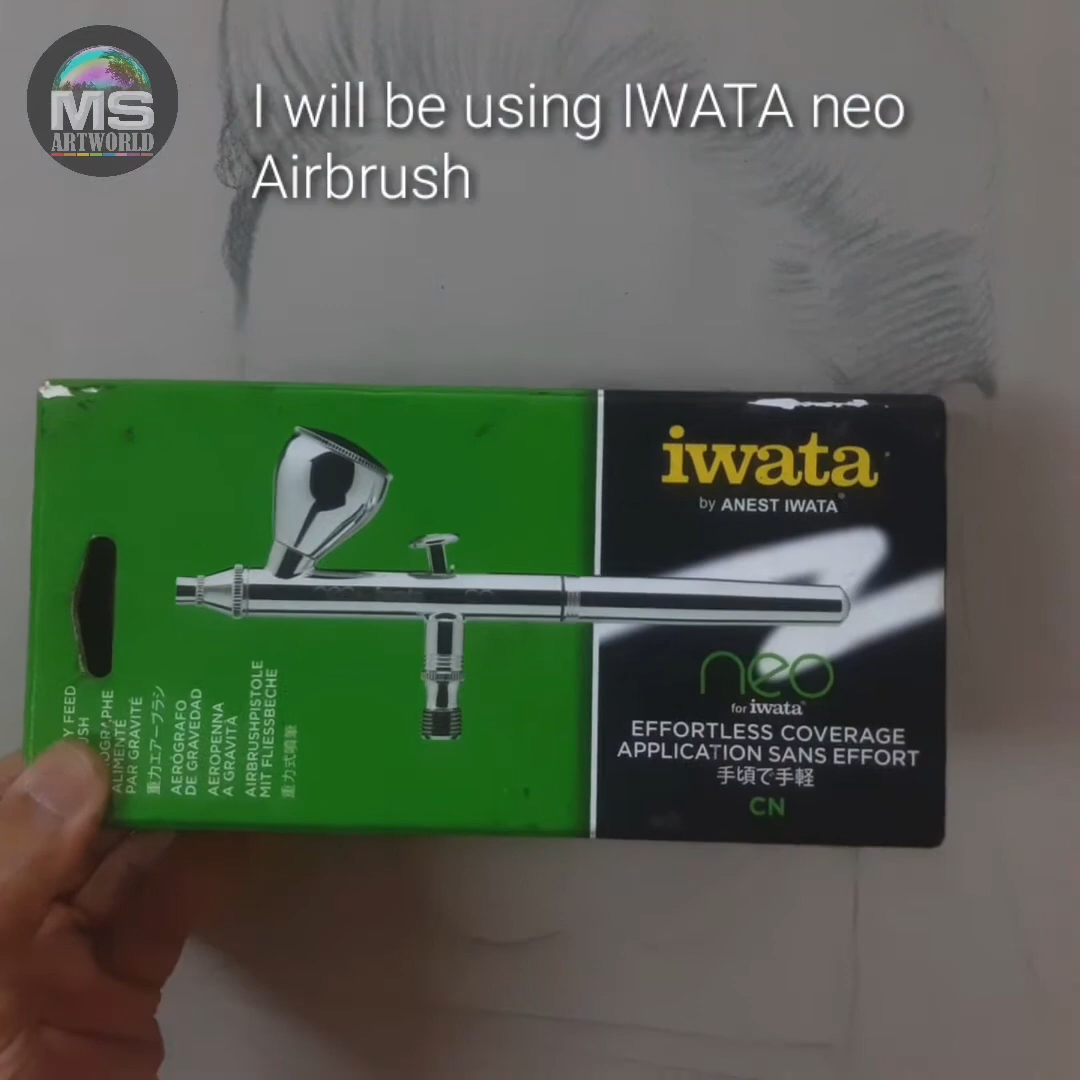 MS
ARTWORLD
I will be using IWATA neo
Airbrush
iwata
by ANEST IWATA
neo
for iwata
EFFORTLESS COVERAGE
APPLICATION SANS EFFORT
手頃で手軽
CN
FEED
ALIMENTÉ
PAR GRAVITÉ
重力エアーブラシ
AERÓGRAFO
DE GRAVEDAD
AEROPENNA
A GRAVITÀ
AIRBRUSHPISTOLE
MIT FLIESSBECHE
重力式噴筆